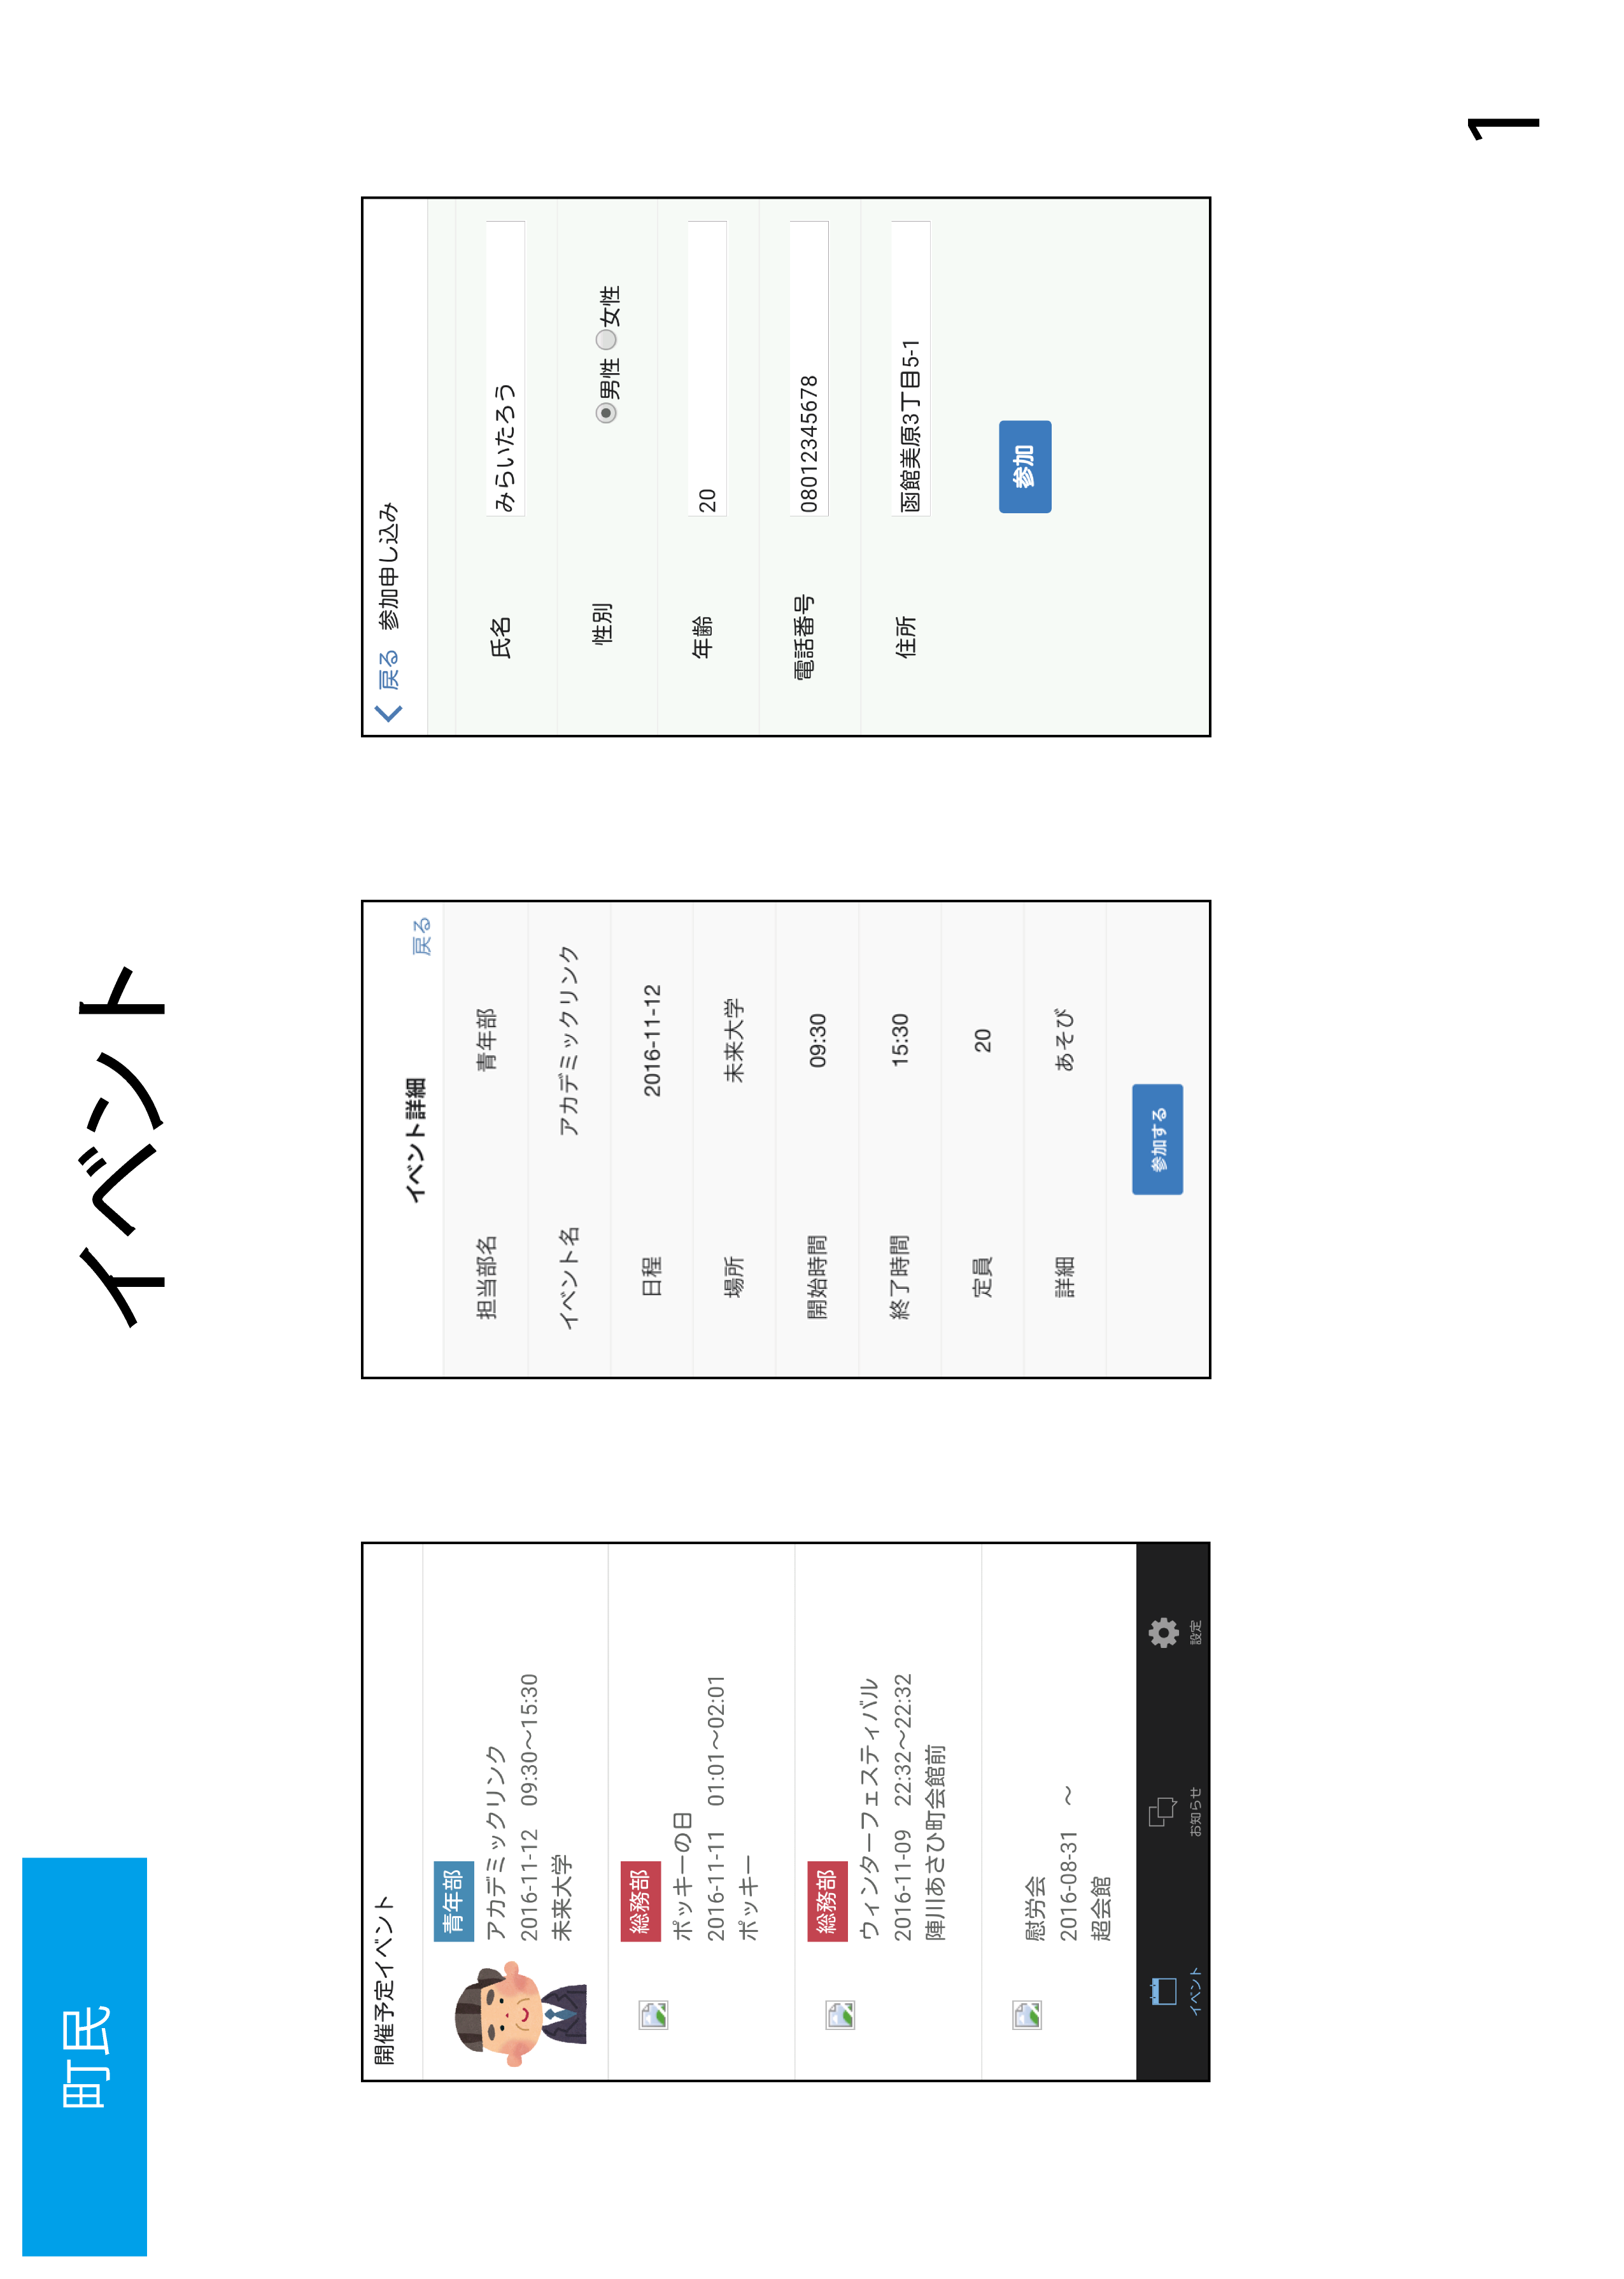 町民
イベント
開催予定イベント
青年部
アカデミックリンク
2016-11-12 09:30～15:30
未来大学
総務部
ポッキーの日
2016-11-11 01:01～02:01
ポッキー
総務部
ウィンターフェスティバル
2016-11-09 22:32～22:32
陣川あさひ町会館前
慰労会
2016-08-31 ～
超会館
イベント お知らせ 設定
イベント詳細
戻る
担当部名 青年部
イベント名 アカデミックリンク
日程 2016-11-12
場所 未来大学
開始時間 09:30
終了時間 15:30
定員 20
詳細 あそび
参加する
戻る 参加申し込み
氏名 みらいたろう
性別 男性 女性
年齢 20
電話番号 08012345678
住所 函館美原3丁目5-1
参加
1